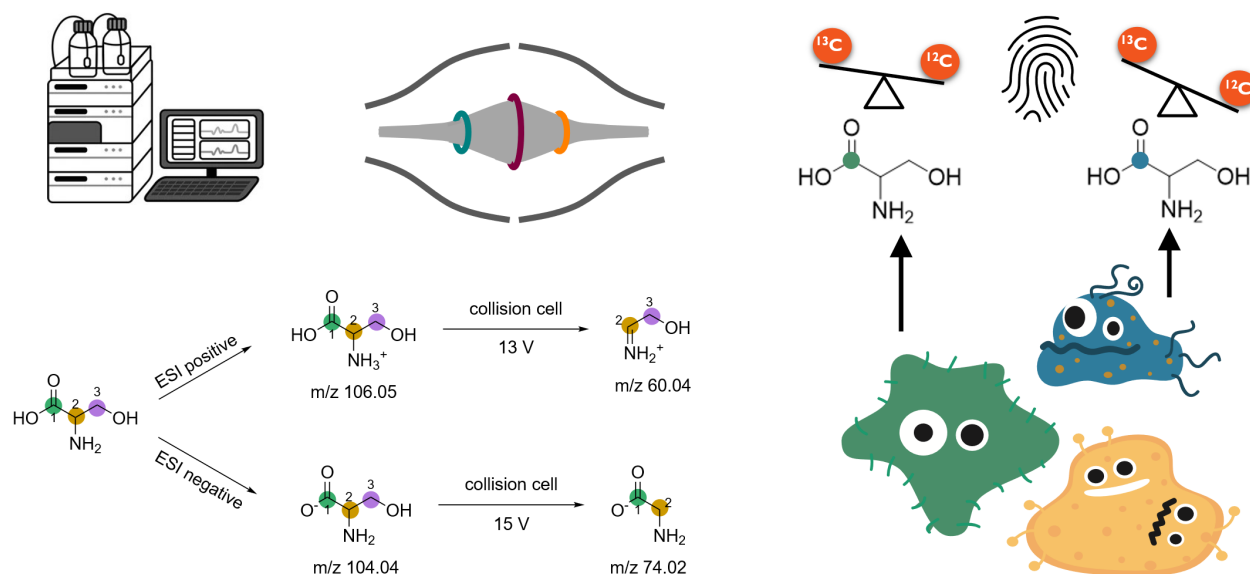 ¹³C
¹²C
¹³C
¹²C
O
HO
OH
NH₂
O
HO
OH
NH₂
ESI positive
O
HO
1
2
3
OH
NH₂
ESI negative
O
HO
1
2
3
OH
NH₃⁺
m/z 106.05
collision cell
13 V
2
3
OH
NH₂⁺
m/z 60.04
O
O⁻
1
2
3
OH
NH₂
m/z 104.04
collision cell
15 V
O
O⁻
1
2
NH₂
m/z 74.02